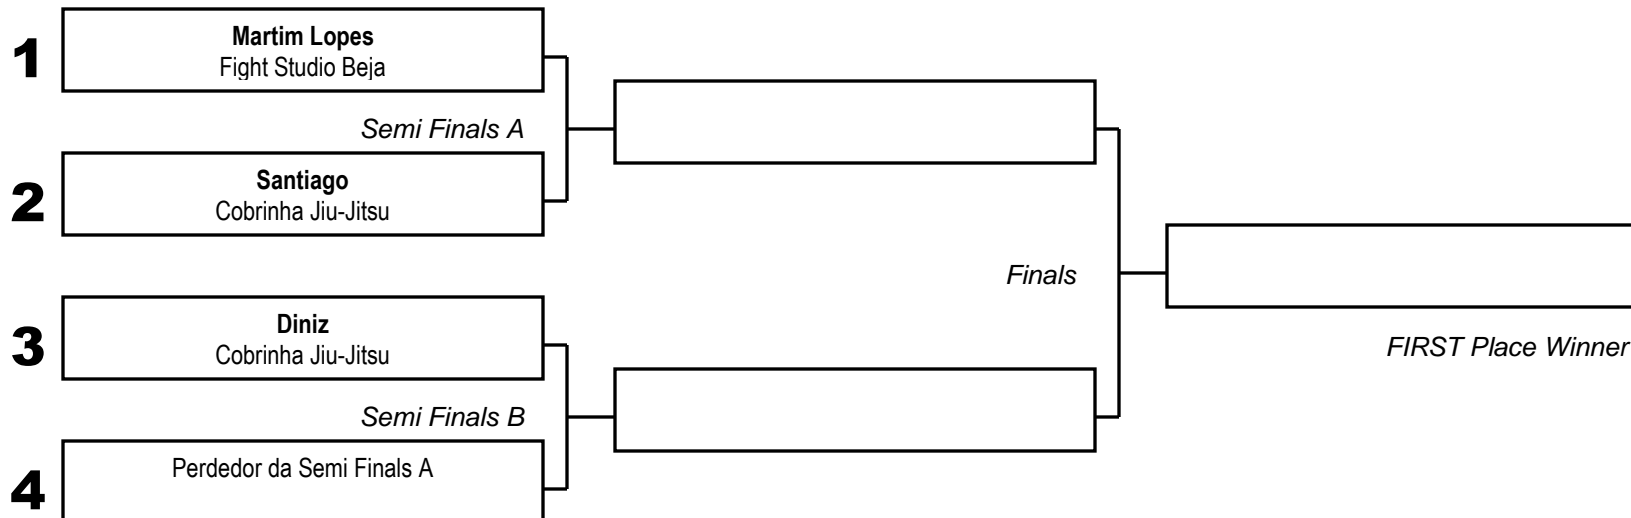 1
Martim Lopes
Fight Studio Beja
Semi Finals A
2
Santiago
Cobrinha Jiu-Jitsu
3
Diniz
Cobrinha Jiu-Jitsu
Semi Finals B
4
Perdedor da Semi Finals A
Finals
FIRST Place Winner